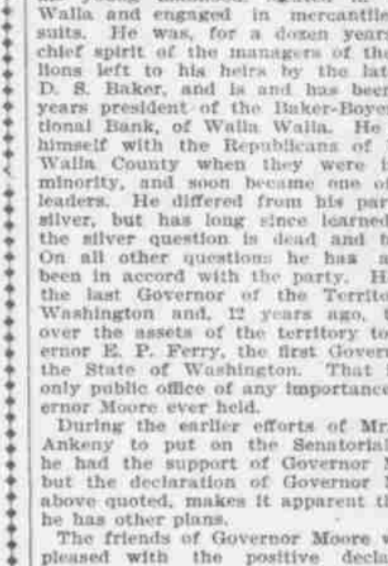 Walla and engaged in mercantile
suits. He was, for a dozen years
chief spirit of the managers of the
lions left to his heirs by the lat
D. S. Baker, and is and has been
years president of the Baker-Boye
tional Bank, of Walla Walla. He
himself with the Republicans of
Walla County when they were i
minority, and soon became one o
leaders. He differed from his par
silver, but has long since learned
the silver question is dead and
On all other questions he has a
been in accord with the party. H
the last Governor of the Territo
Washington and, 12 years ago, t
over the assets of the territory to
ernor E. P. Ferry, the first Govern
the State of Washington. That
only public office of any importance
ernor Moore ever held.
During the earlier efforts of Mr.
Ankeny to put on the Senatorial
he had the support of Governor M
but the declaration of Governor
above quoted, makes it apparent th
he has other plans.
The friends of Governor Moore w
pleased with the positive decla